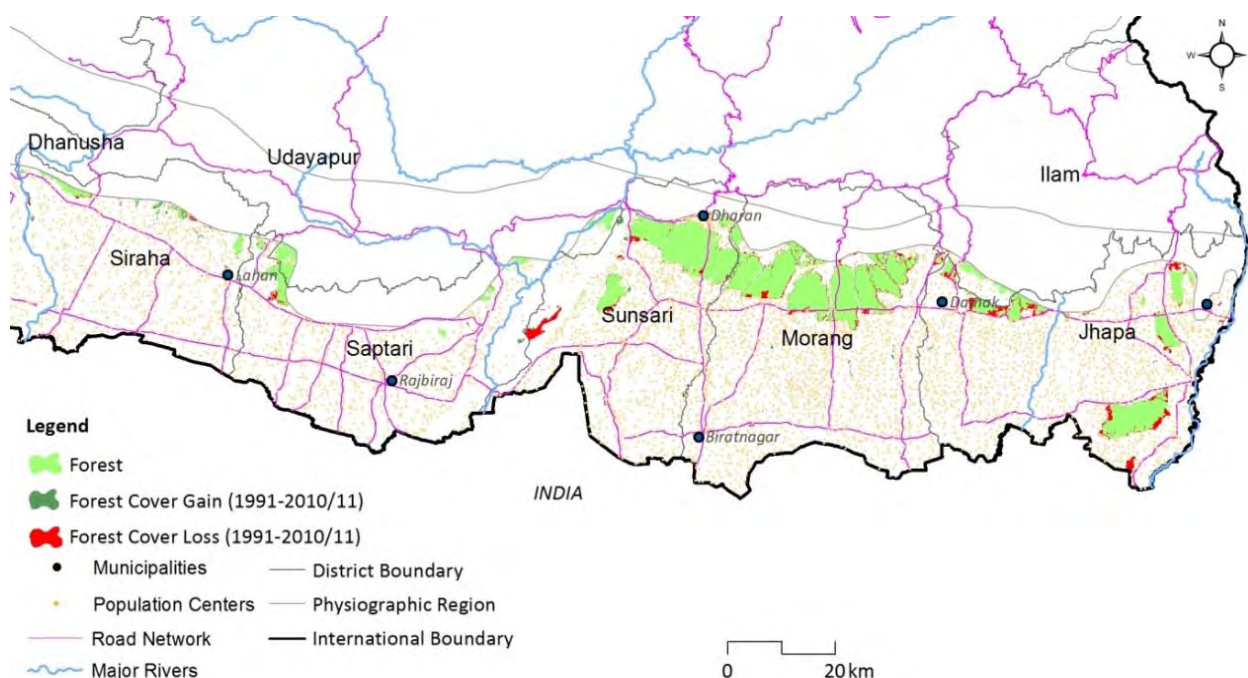 N
W
S
Dhanusha
Udayapur
Ilam
Dharan
Siraha
Lahan
Sunsari
Damak
Morang
Jhapa
Saptari
Rajbiraj
Biratnagar
INDIA
Legend
Forest
Forest Cover Gain (1991-2010/11)
Forest Cover Loss (1991-2010/11)
Municipalities
District Boundary
Population Centers
Physiographic Region
Road Network
International Boundary
Major Rivers
0 20 km